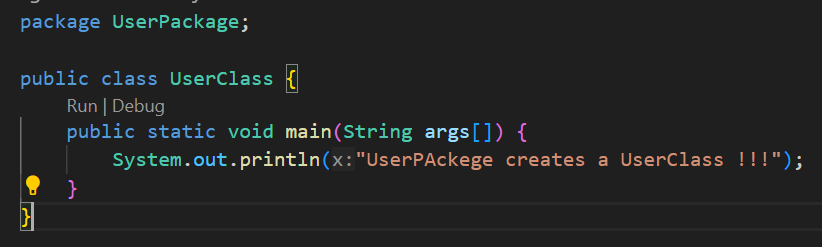 package UserPackage;
public class UserClass {
Run | Debug
public static void main(String args[]) {
System.out.println(x:"UserPAckege creates a UserClass !!!");
}
}